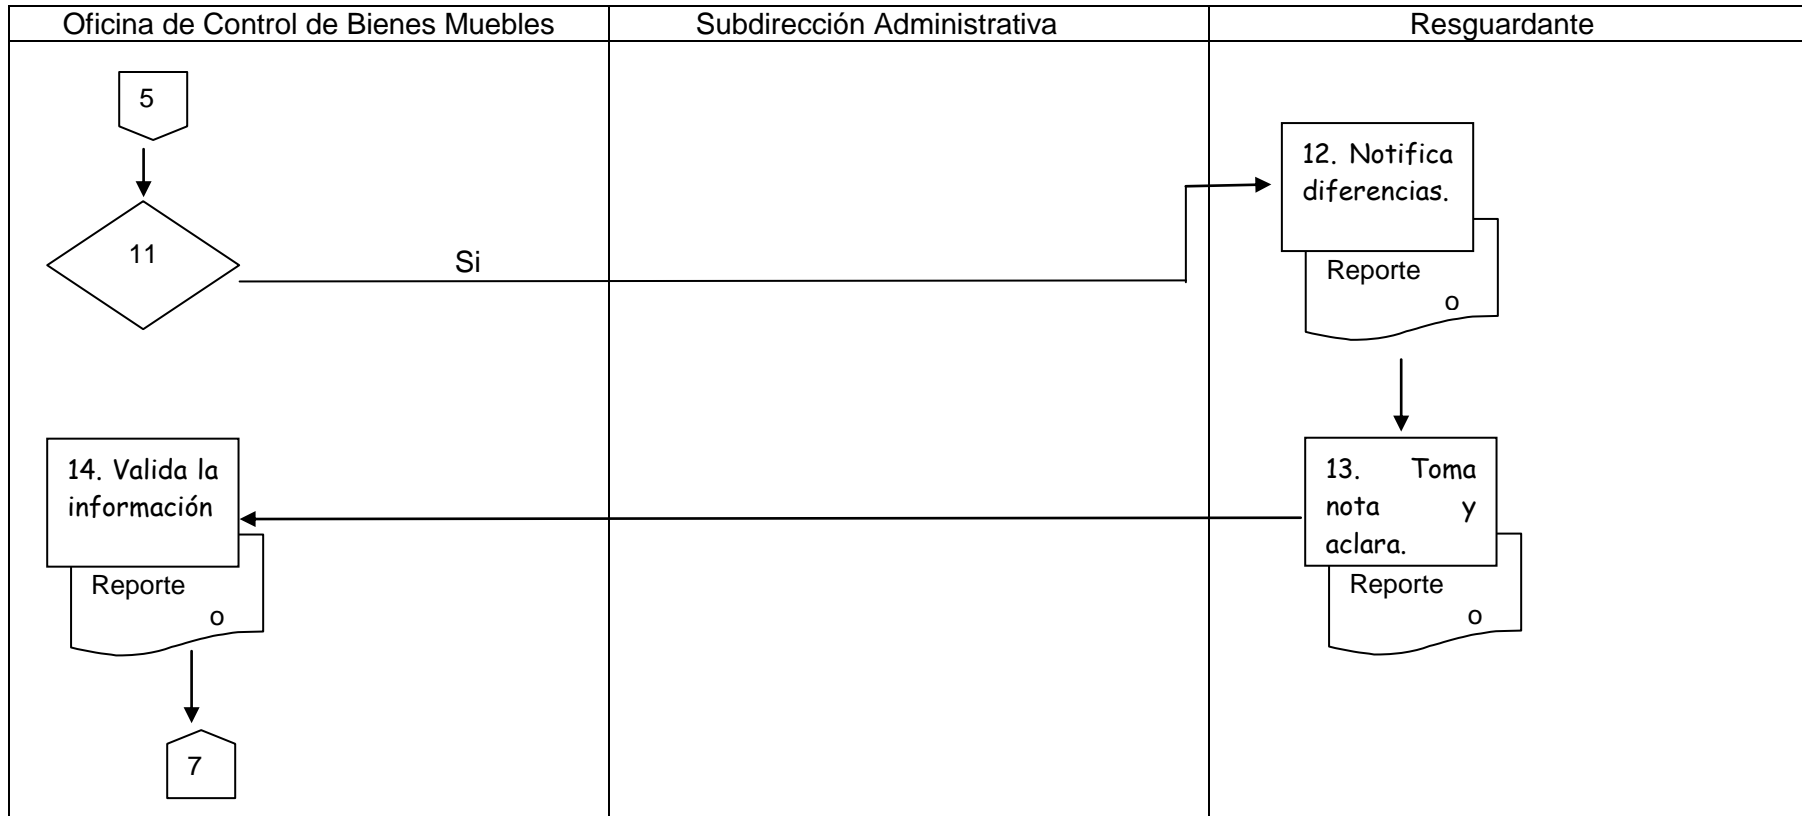 Oficina de Control de Bienes Muebles
Subdirección Administrativa
Resguardante
5
11
Si
12. Notifica
diferencias.
Reporte
o
13. Toma
nota y
aclara.
Reporte
o
14. Valida la
información
Reporte
o
7